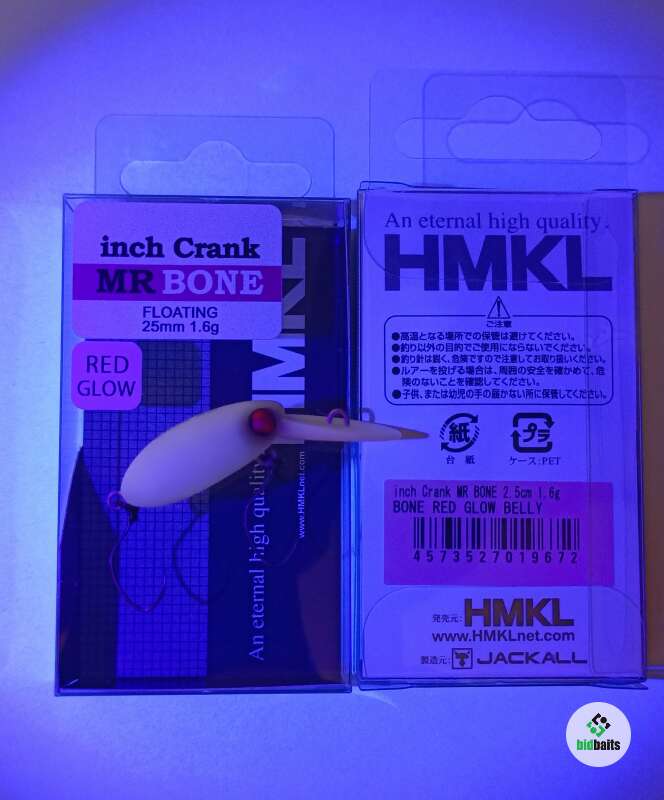 inch Crank
MR BONE
FLOATING
25mm 1.6g
RED
GLOW
HMKL
An eternal high quality
www.HMKLnet.com
An eternal high quality.
HMKL
ご注意
●高温となる場所での保管は避けてください。
●釣り以外の目的でご使用にならないでください。
●釣り針は鋭く、危険ですので注意してお取り扱いください。
●ルアーを投げる場合は、周囲の安全を確かめて、危
険のないことを確認してください。
●子供、または幼児の手の届かない所に保管してください。
紙
台紙
プラ
ケース:PET
inch Crank MR BONE 2.5cm 1.6g
BONE RED GLOW BELLY
4573527019672
発売元: HMKL
www.HMKLnet.com
製造元: JACKALL
bidbaits